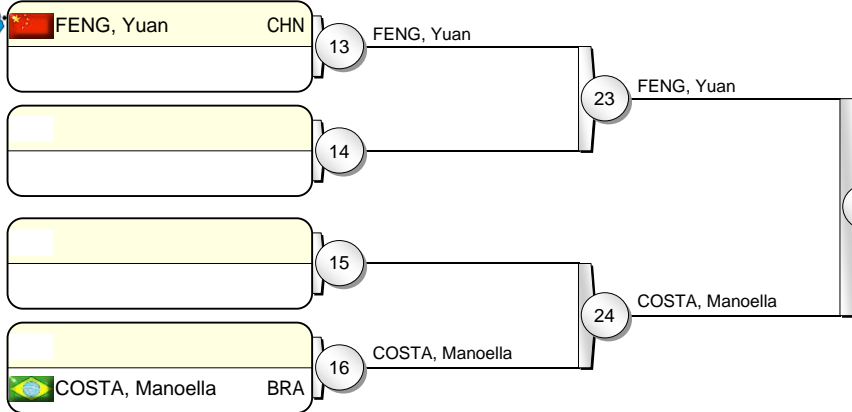 FENG, Yuan CHN
13
FENG, Yuan
23
FENG, Yuan
14
15
24
COSTA, Manoella
COSTA, Manoella BRA
16
COSTA, Manoella